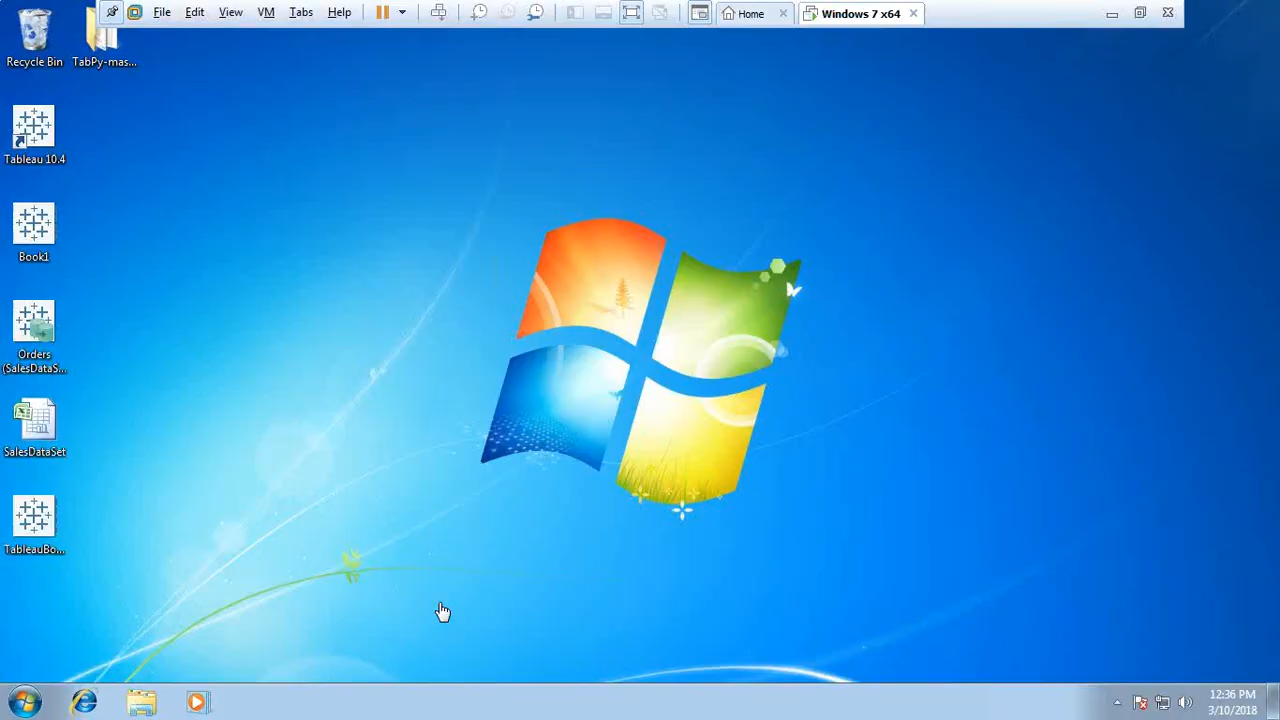 File Edit View VM Tabs Help Home Windows 7 x64
Recycle Bin
TabPy-mas...
Tableau 10.4
Book1
Orders
(SalesDataS...
SalesDataSet
TableauBo...
12:36 PM
3/10/2018